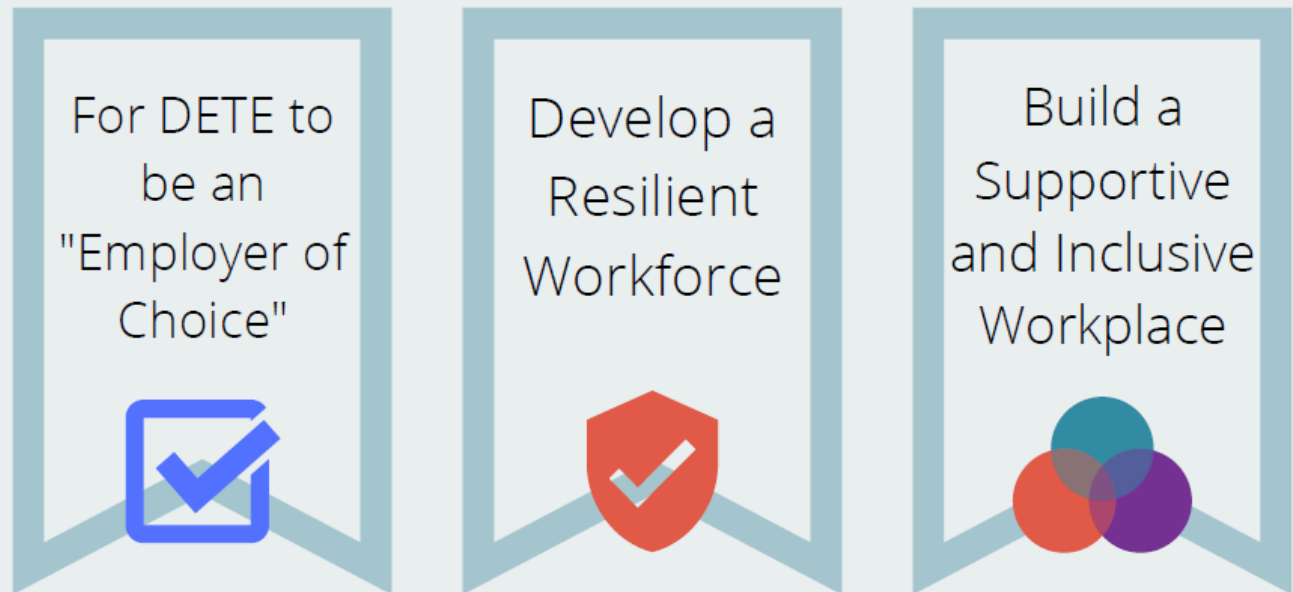 For DETE to
be an
"Employer of
Choice"
Develop a
Resilient
Workforce
Build a
Supportive
and Inclusive
Workplace